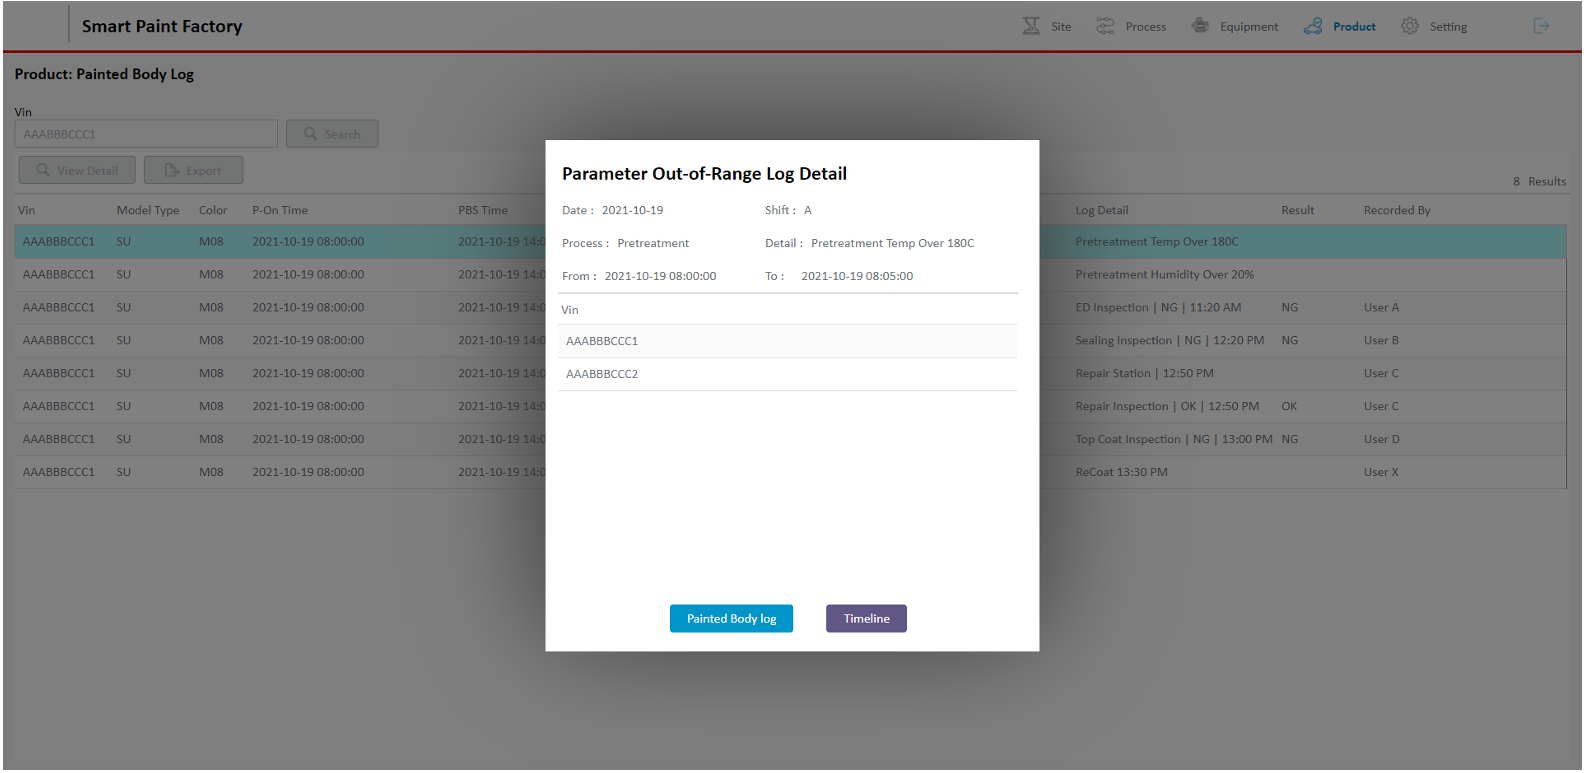 Smart Paint Factory
Site Process Equipment Product Setting
Product: Painted Body Log
Vin
AAABBBCCC1 Search
View Detail Export
8 Results
Vin Model Type Color P-On Time PBS Time Log Detail Result Recorded By
AAABBBCCC1 SU M08 2021-10-19 08:00:00 2021-10-19 14:0 Pretreatment Temp Over 180C
AAABBBCCC1 SU M08 2021-10-19 08:00:00 2021-10-19 14:0 Pretreatment Humidity Over 20%
AAABBBCCC1 SU M08 2021-10-19 08:00:00 2021-10-19 14:0 ED Inspection | NG | 11:20 AM NG User A
AAABBBCCC1 SU M08 2021-10-19 08:00:00 2021-10-19 14:0 Sealing Inspection | NG | 12:20 PM NG User B
AAABBBCCC1 SU M08 2021-10-19 08:00:00 2021-10-19 14:0 Repair Station | 12:50 PM User C
AAABBBCCC1 SU M08 2021-10-19 08:00:00 2021-10-19 14:0 Repair Inspection | OK | 12:50 PM OK User C
AAABBBCCC1 SU M08 2021-10-19 08:00:00 2021-10-19 14:0 Top Coat Inspection | NG | 13:00 PM NG User D
AAABBBCCC1 SU M08 2021-10-19 08:00:00 2021-10-19 14:0 ReCoat 13:30 PM User X
Parameter Out-of-Range Log Detail
Date : 2021-10-19 Shift : A
Process : Pretreatment Detail : Pretreatment Temp Over 180C
From : 2021-10-19 08:00:00 To : 2021-10-19 08:05:00
Vin
AAABBBCCC1
AAABBBCCC2
Painted Body log Timeline